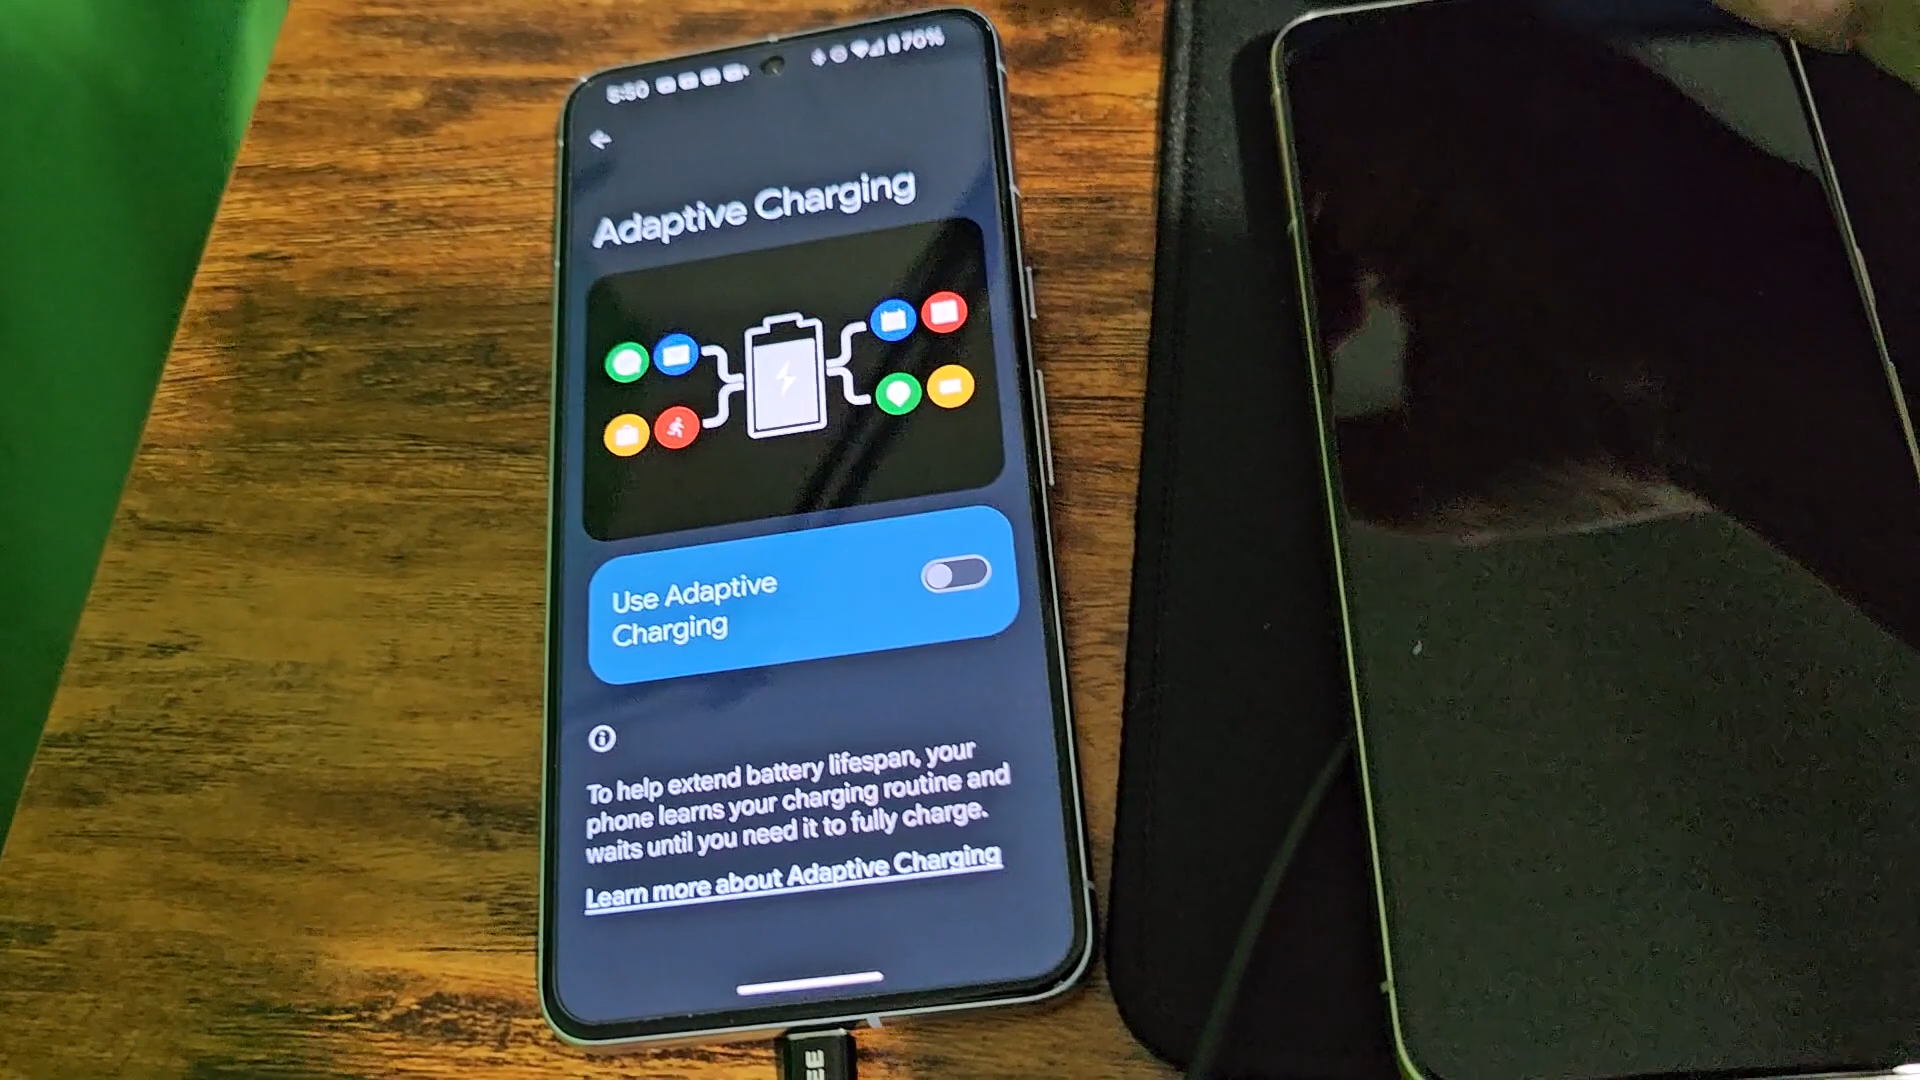 5:50 70%
Adaptive Charging
Use Adaptive
Charging
To help extend battery lifespan, your
phone learns your charging routine and
waits until you need it to fully charge.
Learn more about Adaptive Charging